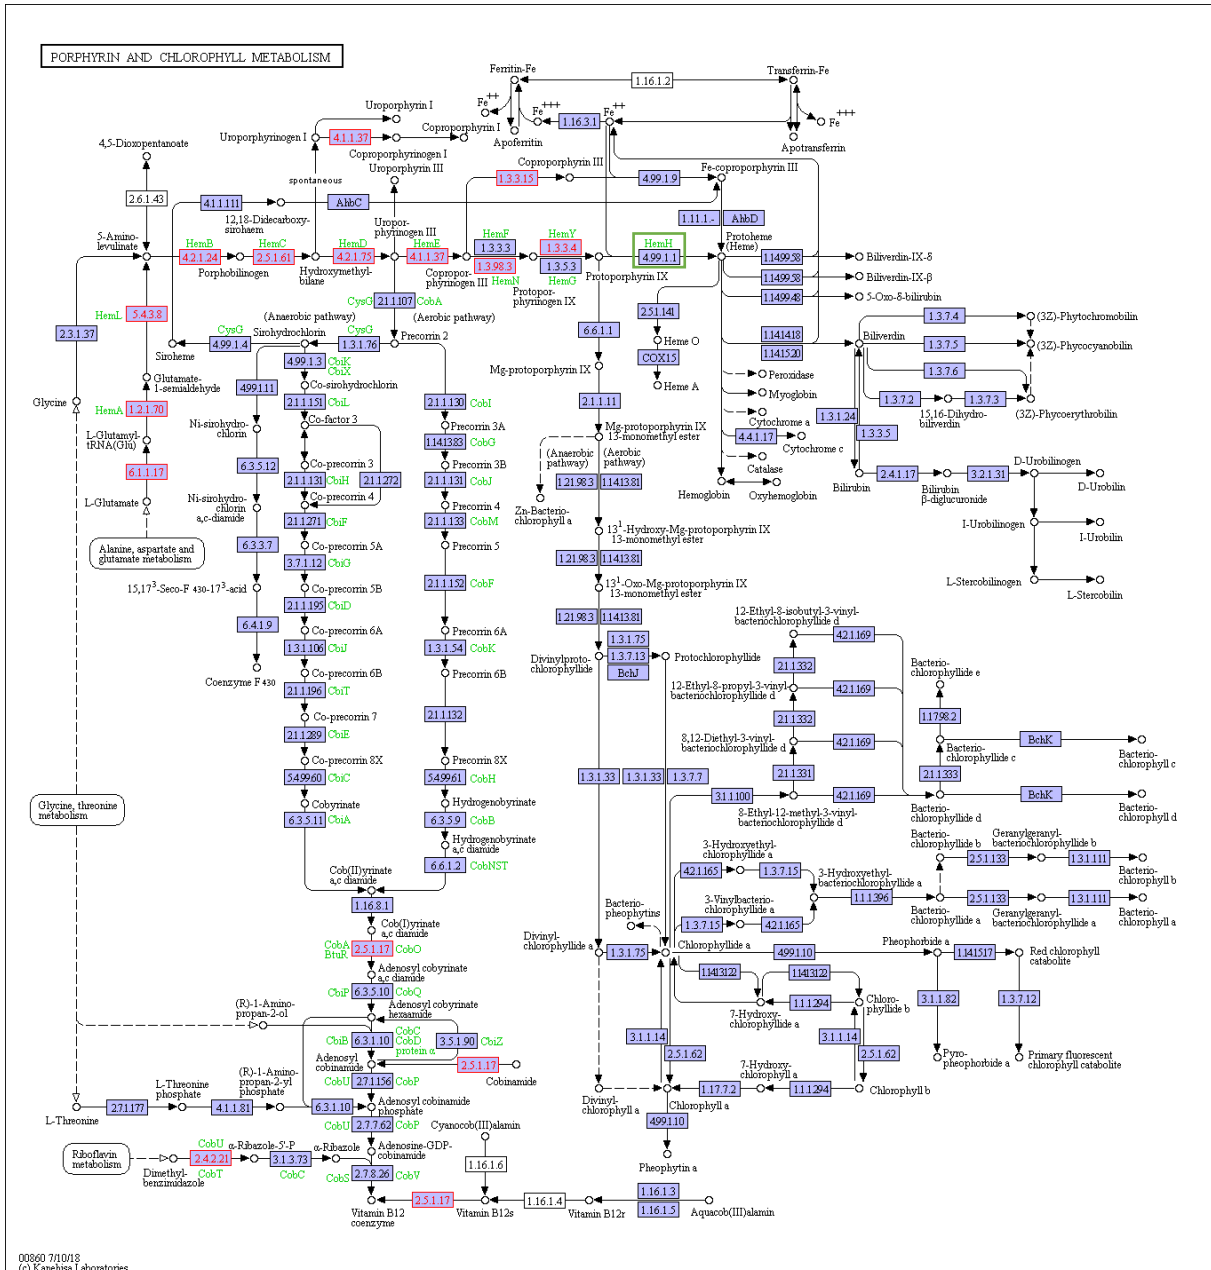 PORPHYRIN AND CHLOROPHYLL METABOLISM
Ferritin-Fe
1.16.1.2
Transferrin-Fe
Fe++
Fe+++
1.16.3.1
Fe++
Fe+++
Apoferritin
Apotransferrin
Uroporphyrin I
Uroporphyrinogen I
4.1.1.37
Coproporphyrin I
Coproporphyrinogen I
Uroporphyrin III
Coproporphyrin III
1.3.3.15
4.99.1.9
Fe-coproporphyrin III
4,5-Dioxopentanoate
2.6.1.43
spontaneous
4.1.1.111
AhbC
12,18-Didecarboxy-
sirohaem
1.11.1.-
AhbD
5-Amino-
levulinate
HemB
4.2.1.24
Porphobilinogen
HemC
2.5.1.61
Hydroxymethyl-
bilane
HemD
4.2.1.75
Uropor-
phyrinogen III
HemE
4.1.1.37
Copropor-
phyrinogen III
HemF
1.3.3.3
1.3.98.3
HemN
Protopor-
phyrinogen IX
HemY
1.3.3.4
1.3.5.3
HemG
Protoporphyrin IX
HemH
4.99.1.1
Protoheme
(Heme)
1.14.99.58
Biliverdin-IX-δ
1.14.99.58
Biliverdin-IX-β
1.14.99.48
5-Oxo-δ-bilirubin
1.14.14.18
1.14.15.20
CysG
2.1.1.107
CobA
(Anaerobic pathway)
(Aerobic pathway)
HemL
5.4.3.8
2.3.1.37
Siroheme
CysG
4.99.1.4
Sirohydrochlorin
CysG
1.3.1.76
Precorrin 2
2.5.1.141
Heme O
COX15
Heme A
6.6.1.1
Mg-protoporphyrin IX
2.1.1.11
Mg-protoporphyrin IX
13-monomethyl ester
(Anaerobic
pathway)
(Aerobic
pathway)
1.21.98.3
1.14.13.81
Zn-Bacterio-
chlorophyll a
Peroxidase
Myoglobin
Cytochrome a
4.4.1.17
Cytochrome c
Catalase
Hemoglobin
Oxyhemoglobin
Biliverdin
1.3.7.4
(3Z)-Phytochromobilin
1.3.7.5
(3Z)-Phycocyanobilin
1.3.7.6
1.3.7.2
15,16-Dihydro-
biliverdin
1.3.7.3
(3Z)-Phycoerythrobilin
1.3.1.24
1.3.3.5
Bilirubin
2.4.1.17
Bilirubin
β-diglucuronide
3.2.1.31
D-Urobilinogen
D-Urobilin
I-Urobilinogen
I-Urobilin
L-Stercobilinogen
L-Stercobilin
Glutamate-
1-semialdehyde
Glycine
HemA
1.2.1.70
L-Glutamyl-
tRNA(Glu)
6.1.1.17
L-Glutamate
Alanine, aspartate and
glutamate metabolism
4.99.1.11
Ni-sirohydro-
chlorin
6.3.5.12
Ni-sirohydro-
chlorin
a,c-diamide
6.3.3.7
15,17³-Seco-F 430-17³-acid
6.4.1.9
Coenzyme F 430
4.99.1.3
CbiK
CbiX
Co-sirohydrochlorin
2.1.1.151
CbiL
Co-factor 3
Co-precorrin 3
2.1.1.131
CbiH
2.1.1.272
Co-precorrin 4
2.1.1.271
CbiF
Co-precorrin 5A
3.7.1.12
CbiG
Co-precorrin 5B
2.1.1.195
CbiD
Co-precorrin 6A
1.3.1.106
CbiJ
Co-precorrin 6B
2.1.1.196
CbiT
Co-precorrin 7
2.1.1.289
CbiE
Co-precorrin 8X
5.4.99.60
CbiC
Cobyrinate
6.3.5.11
CbiA
2.1.1.130
CobI
Precorrin 3A
1.14.13.83
CobG
Precorrin 3B
2.1.1.131
CobJ
Precorrin 4
2.1.1.133
CobM
Precorrin 5
2.1.1.152
CobF
Precorrin 6A
1.3.1.54
CobK
Precorrin 6B
2.1.1.132
Precorrin 8X
5.4.99.61
CobH
Hydrogenobyrinate
6.3.5.9
CobB
Hydrogenobyrinate
a,c diamide
6.6.1.2
CobNST
Cob(II)yrinate
a,c diamide
1.16.8.1
Cob(I)yrinate
a,c diamide
CobA
BtuR
2.5.1.17
CobO
Adenosyl cobyrinate
a,c diamide
CbiP
6.3.5.10
CobQ
Adenosyl cobyrinate
hexaamide
CbiB
6.3.1.10
CobC
CobD
protein α
3.5.1.90
CbiZ
Adenosyl
cobinamide
2.5.1.17
Cobinamide
CobU
2.7.1.156
CobP
Adenosyl cobinamide
phosphate
CobU
2.7.7.62
CobP
Adenosine-GDP-
cobinamide
CobS
2.7.8.26
CobV
Vitamin B12
coenzyme
Glycine, threonine
metabolism
(R)-1-Amino-
propan-2-ol
L-Threonine
2.7.1.177
L-Threonine
phosphate
4.1.1.81
(R)-1-Amino-
propan-2-yl
phosphate
6.3.1.10
Riboflavin
metabolism
Dimethyl-
benzimidazole
CobU
2.4.2.21
CobT
α-Ribazole-5'-P
3.1.3.73
CobC
α-Ribazole
Cyanocob(III)alamin
1.16.1.6
2.5.1.17
Vitamin B12s
1.16.1.4
Vitamin B12r
1.16.1.3
1.16.1.5
Aquacob(III)alamin
13¹-Hydroxy-Mg-protoporphyrin IX
13-monomethyl ester
1.21.98.3
1.14.13.81
13¹-Oxo-Mg-protoporphyrin IX
13-monomethyl ester
1.21.98.3
1.14.13.81
Divinylproto-
chlorophyllide
1.3.1.75
1.3.7.13
BchJ
Protochlorophyllide
1.3.1.33
1.3.1.33
1.3.7.7
12-Ethyl-8-isobutyl-3-vinyl-
bacteriochlorophyllide d
4.2.1.169
2.1.1.332
12-Ethyl-8-propyl-3-vinyl-
bacteriochlorophyllide d
4.2.1.169
2.1.1.332
8,12-Diethyl-3-vinyl-
bacteriochlorophyllide d
4.2.1.169
2.1.1.331
3.1.1.100
4.2.1.169
8-Ethyl-12-methyl-3-vinyl-
bacteriochlorophyllide d
Bacterio-
chlorophyllide e
1.17.98.2
Bacterio-
chlorophyllide c
BchK
Bacterio-
chlorophyll c
2.1.1.333
Bacterio-
chlorophyllide d
BchK
Bacterio-
chlorophyll d
3-Hydroxyethyl-
chlorophyllide a
4.2.1.165
1.3.7.15
3-Vinylbacterio-
chlorophyllide a
1.3.7.15
4.2.1.165
3-Hydroxyethyl-
bacteriochlorophyllide a
1.1.1.396
Bacterio-
chlorophyllide b
2.5.1.133
Geranylgeranyl-
bacteriochlorophyllide b
1.3.1.111
Bacterio-
chlorophyll b
Bacterio-
chlorophyllide a
2.5.1.133
Geranylgeranyl-
bacteriochlorophyllide a
1.3.1.111
Bacterio-
chlorophyll a
Bacterio-
pheophytins
Divinyl-
chlorophyllide a
1.3.1.75
Chlorophyllide a
4.99.1.10
Pheophorbide a
1.14.15.17
Red chlorophyll
catabolite
1.14.13.122
1.14.13.122
7-Hydroxy-
chlorophyllide a
1.1.1.294
Chloro-
phyllide b
3.1.1.82
1.3.7.12
Pyro-
pheophorbide a
Primary fluorescent
chlorophyll catabolite
3.1.1.14
2.5.1.62
3.1.1.14
2.5.1.62
Divinyl-
chlorophyll a
Chlorophyll a
1.17.7.2
7-Hydroxy-
chlorophyll a
1.1.1.294
Chlorophyll b
4.99.1.10
Pheophytin a
00860 7/10/18
(c) Kanehisa Laboratories